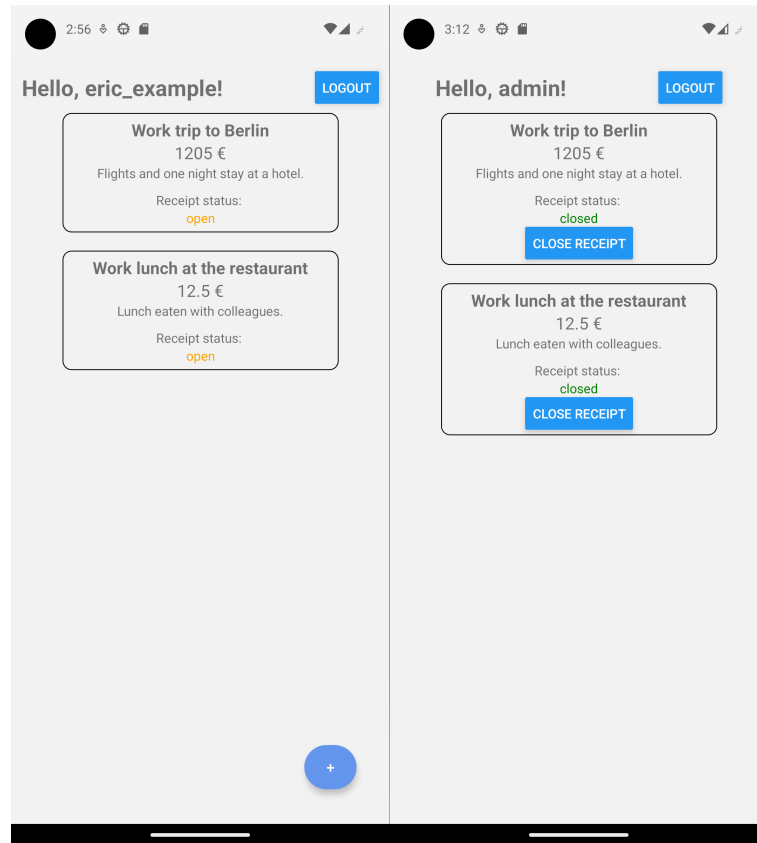 2:56
Hello, eric_example!
LOGOUT
Work trip to Berlin
1205 €
Flights and one night stay at a hotel.
Receipt status:
open
Work lunch at the restaurant
12.5 €
Lunch eaten with colleagues.
Receipt status:
open
+
3:12
Hello, admin!
LOGOUT
Work trip to Berlin
1205 €
Flights and one night stay at a hotel.
Receipt status:
closed
CLOSE RECEIPT
Work lunch at the restaurant
12.5 €
Lunch eaten with colleagues.
Receipt status:
closed
CLOSE RECEIPT